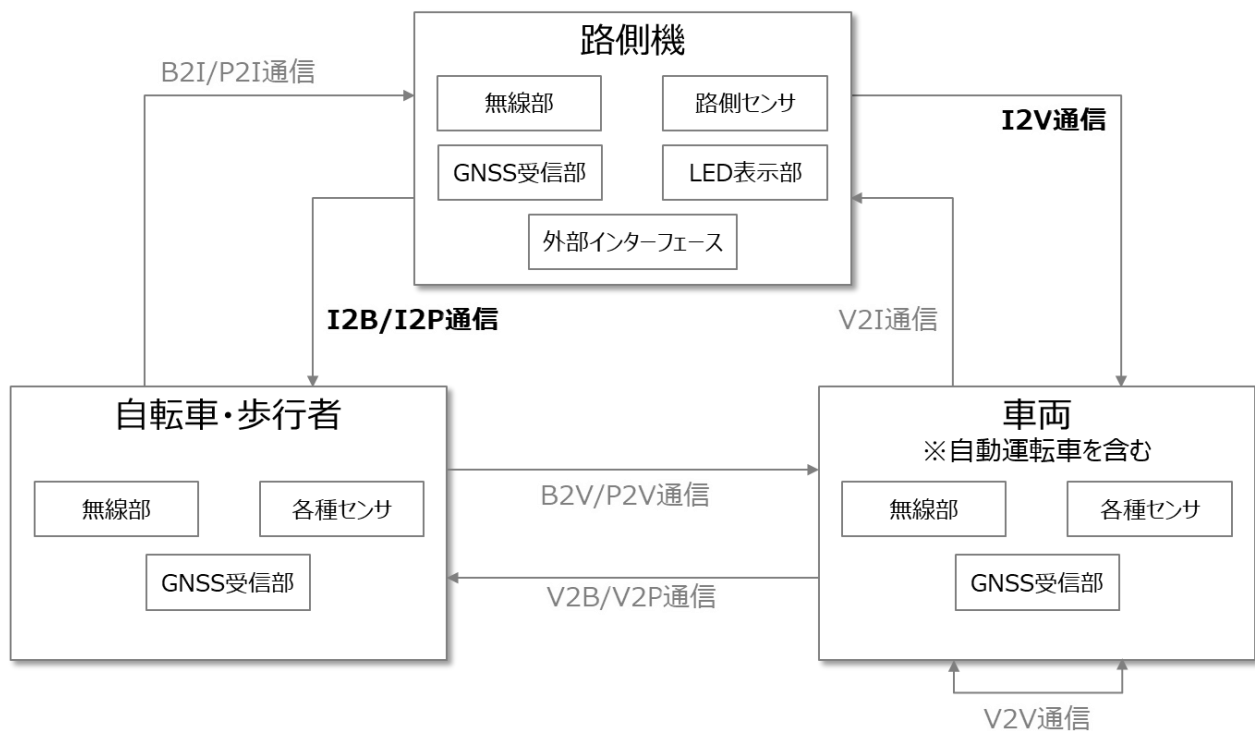 路側機
B2I/P2I通信
無線部
路側センサ
I2V通信
GNSS受信部
LED表示部
外部インターフェース
I2B/I2P通信
V2I通信
自転車・歩行者
車両
※自動運転車を含む
B2V/P2V通信
無線部
各種センサ
無線部
各種センサ
GNSS受信部
GNSS受信部
V2B/V2P通信
V2V通信